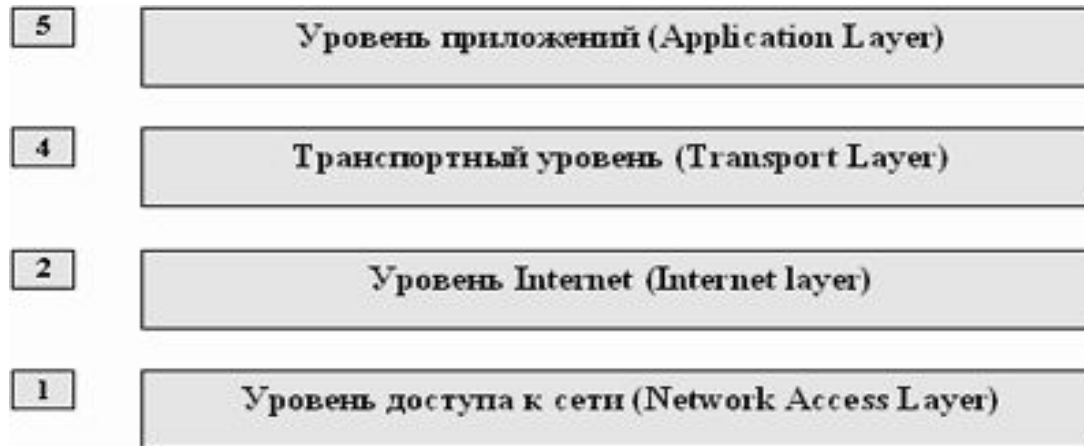 5 Уровень приложений (Application Layer)
4 Транспортный уровень (Transport Layer)
2 Уровень Internet (Internet layer)
1 Уровень доступа к сети (Network Access Layer)